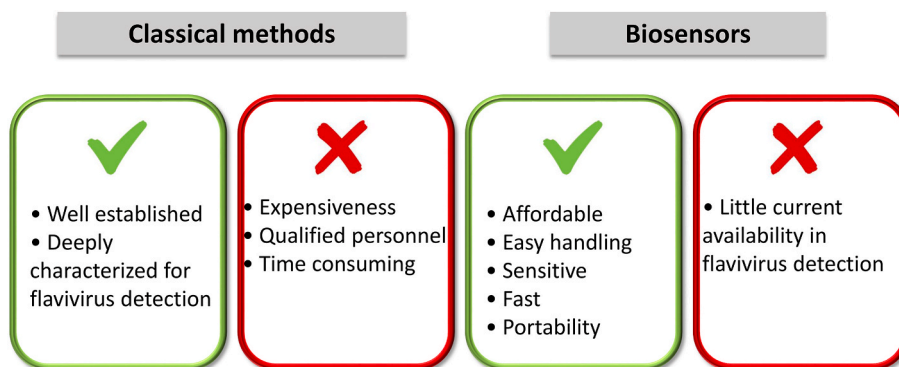 Classical methods
Biosensors
• Well established
• Deeply
characterized for
flavivirus detection
• Expensiveness
• Qualified personnel
• Time consuming
• Affordable
• Easy handling
• Sensitive
• Fast
• Portability
• Little current
availability in
flavivirus detection